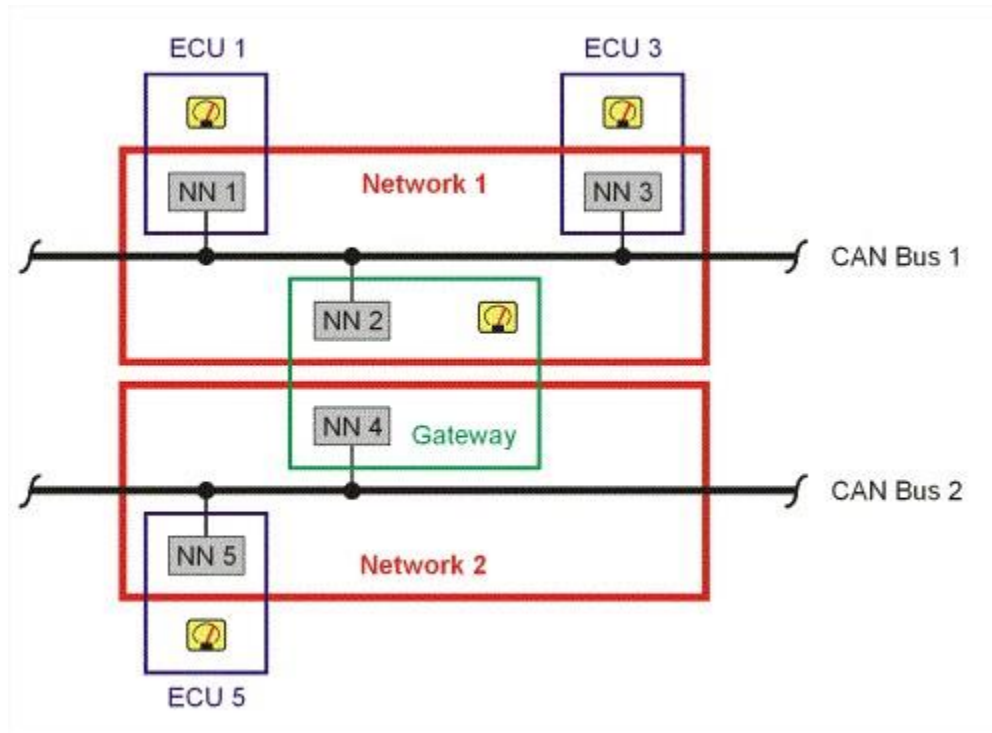 ECU 1
ECU 3
NN 1
Network 1
NN 3
CAN Bus 1
NN 2
NN 4
Gateway
CAN Bus 2
NN 5
Network 2
ECU 5